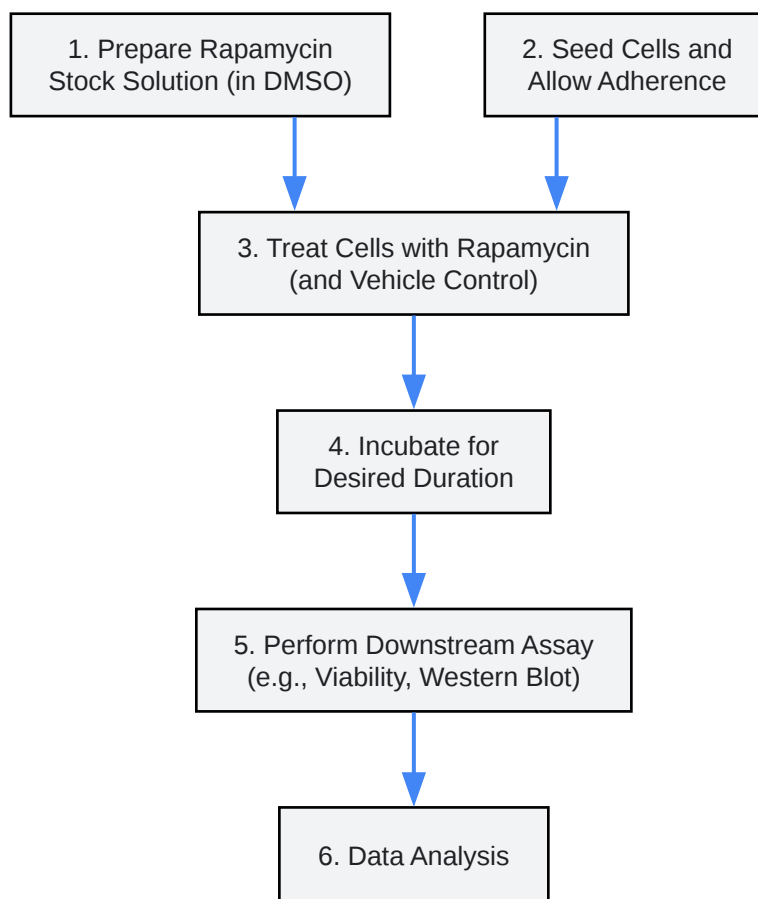 1. Prepare Rapamycin
Stock Solution (in DMSO)
2. Seed Cells and
Allow Adherence
3. Treat Cells with Rapamycin
(and Vehicle Control)
4. Incubate for
Desired Duration
5. Perform Downstream Assay
(e.g., Viability, Western Blot)
6. Data Analysis